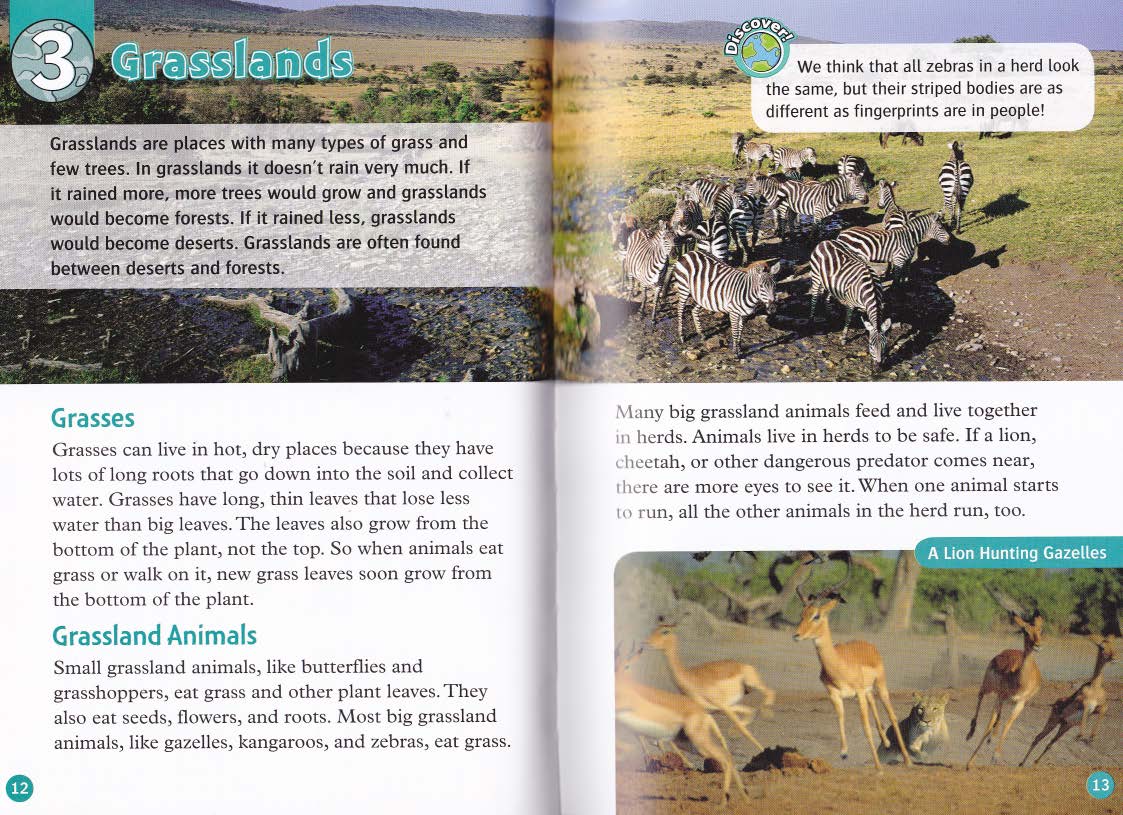 3
Grasslands
Grasslands are places with many types of grass and
few trees. In grasslands it doesn't rain very much. If
it rained more, more trees would grow and grasslands
would become forests. If it rained less, grasslands
would become deserts. Grasslands are often found
between deserts and forests.
Grasses
Grasses can live in hot, dry places because they have
lots of long roots that go down into the soil and collect
water. Grasses have long, thin leaves that lose less
water than big leaves. The leaves also grow from the
bottom of the plant, not the top. So when animals eat
grass or walk on it, new grass leaves soon grow from
the bottom of the plant.
Grassland Animals
Small grassland animals, like butterflies and
grasshoppers, eat grass and other plant leaves. They
also eat seeds, flowers, and roots. Most big grassland
animals, like gazelles, kangaroos, and zebras, eat grass.
12
Discover!
We think that all zebras in a herd look
the same, but their striped bodies are as
different as fingerprints are in people!
Many big grassland animals feed and live together
in herds. Animals live in herds to be safe. If a lion,
cheetah, or other dangerous predator comes near,
there are more eyes to see it. When one animal starts
to run, all the other animals in the herd run, too.
A Lion Hunting Gazelles
13